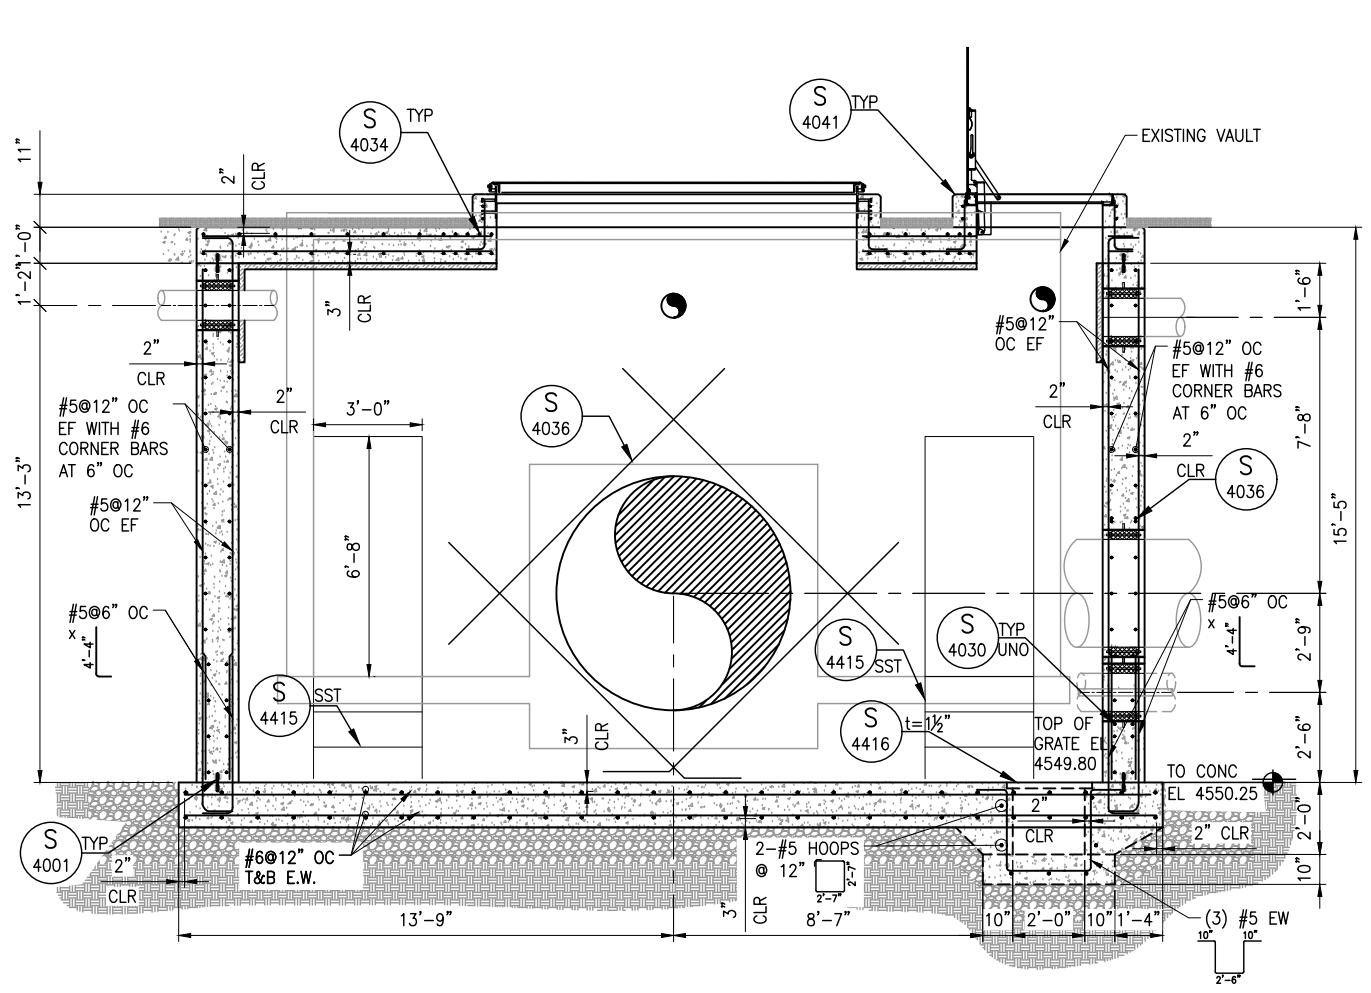 S
4034
TYP
S
4041
TYP
EXISTING VAULT
11"
2"
CLR
1'-0"
1'-2"
3"
CLR
1'-6"
#5@12"
OC EF
#5@12" OC
EF WITH #6
CORNER BARS
AT 6" OC
2"
CLR
#5@12" OC
EF WITH #6
CORNER BARS
AT 6" OC
2"
CLR
3'-0"
S
4036
2"
CLR
7'-8"
2"
CLR
S
4036
13'-3"
#5@12"
OC EF
6'-8"
15'-5"
#5@6" OC
x
4'-4"
S
4415
SST
S
4415
SST
S
4030
TYP
UNO
#5@6" OC
x
4'-4"
2'-9"
S
4416
t=1½"
TOP OF
GRATE EL
4549.80
3"
CLR
2'-6"
TO CONC
EL 4550.25
S
4001
TYP
2"
CLR
#6@12" OC
T&B E.W.
2-#5 HOOPS
@ 12"
2'-7"
2'-7"
2"
CLR
2" CLR
2'-0"
10"
3"
CLR
13'-9"
8'-7"
10"
2'-0"
10"
1'-4"
(3) #5 EW
10"
10"
2'-6"